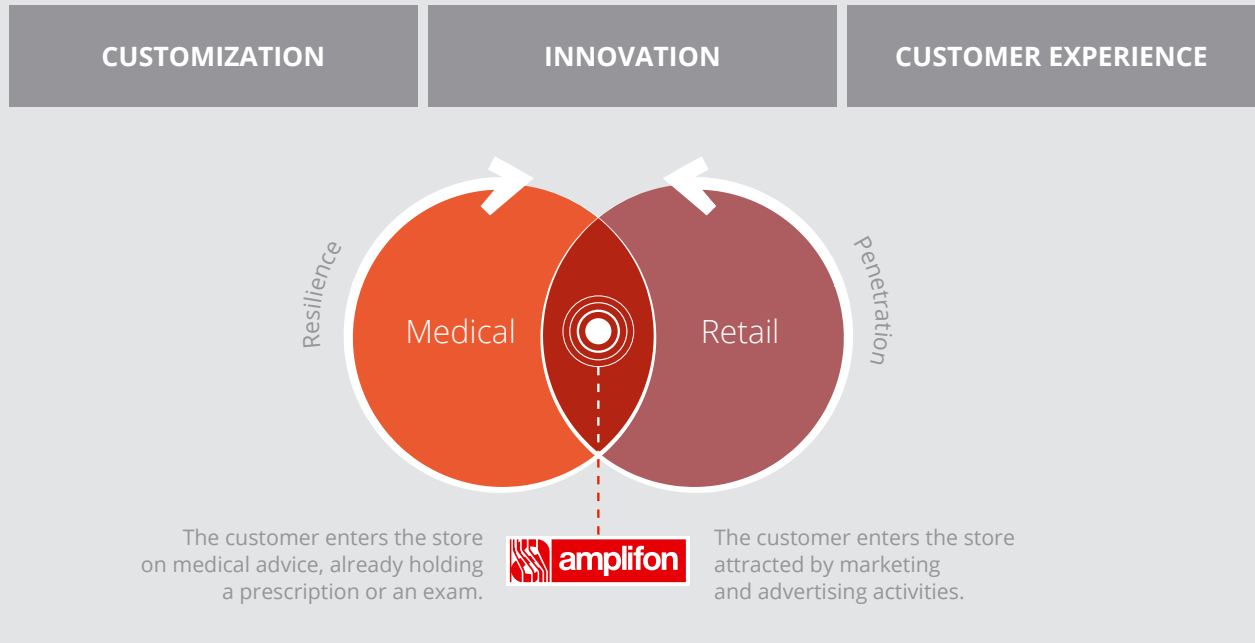 CUSTOMIZATION
INNOVATION
CUSTOMER EXPERIENCE
Resilience
Penetration
Medical
Retail
The customer enters the store
on medical advice, already holding
a prescription or an exam.
amplifon
The customer enters the store
attracted by marketing
and advertising activities.